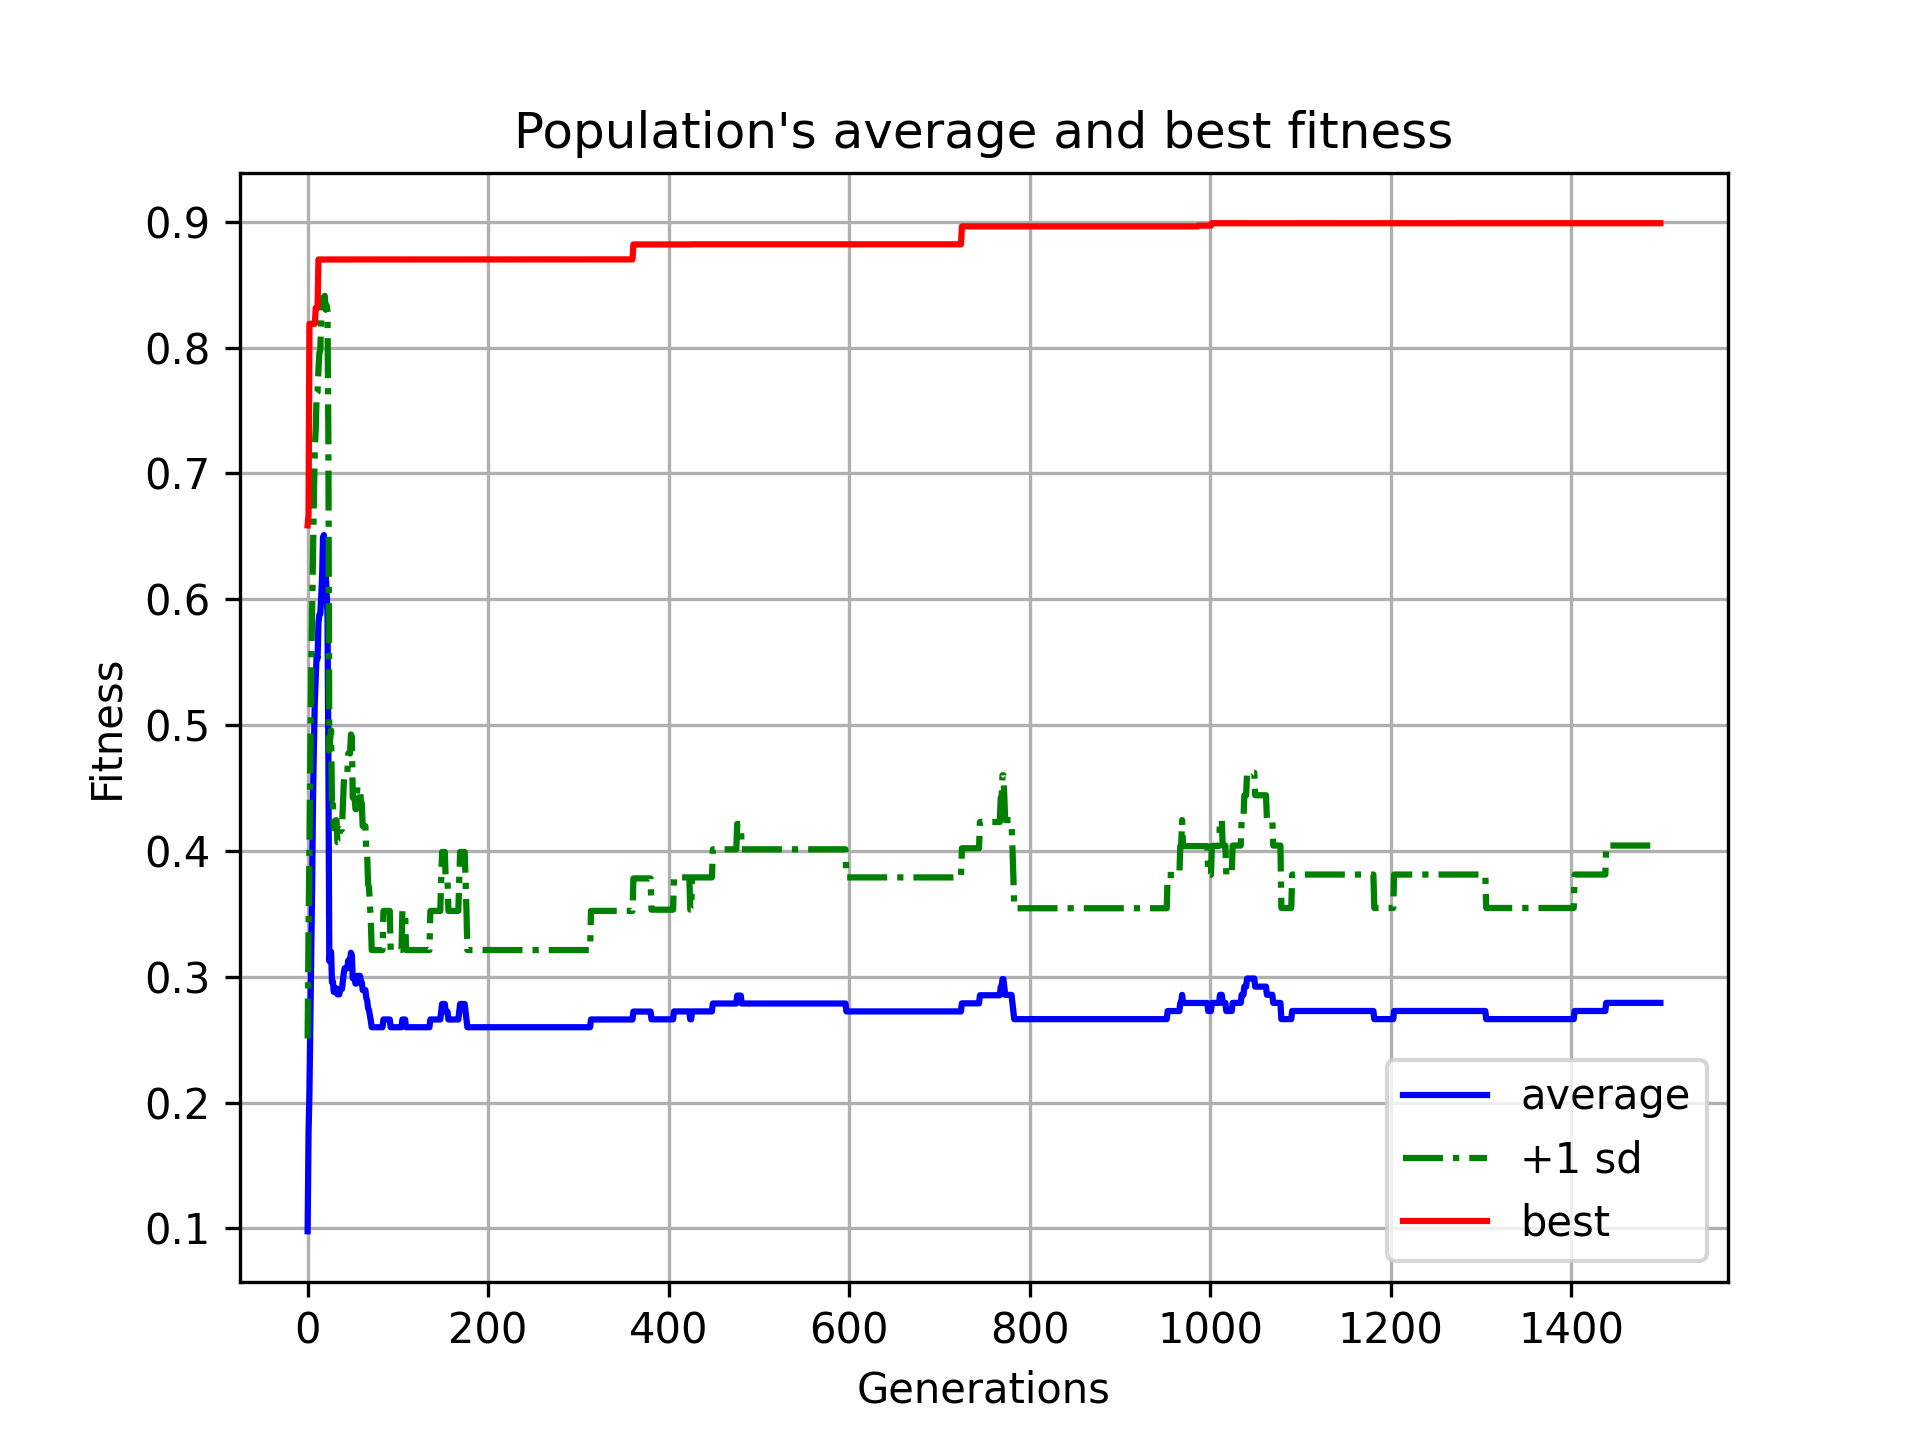 Population's average and best fitness
0.9
0.8
0.7
0.6
0.5
0.4
0.3
0.2
0.1
Fitness
0 200 400 600 800 1000 1200 1400
Generations
average
+1 sd
best